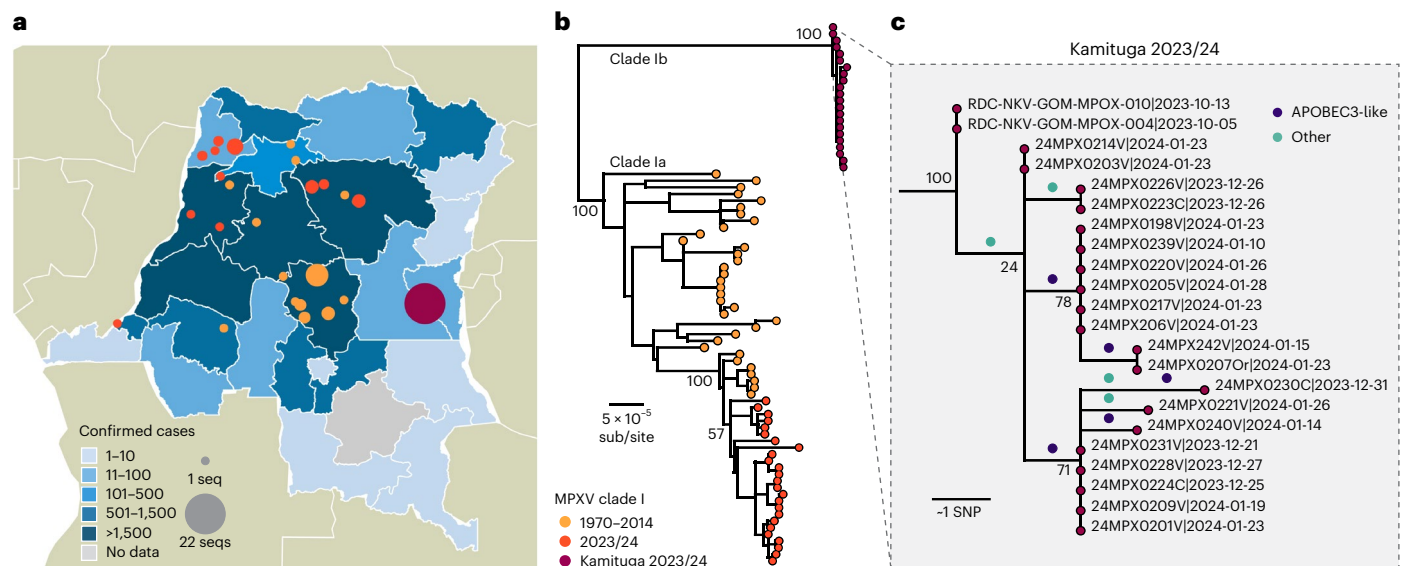 a
Confirmed cases
1–10
11–100
101–500
501–1,500
>1,500
No data
1 seq
22 seqs
b
100
Clade Ib
Clade Ia
100
100
57
5 × 10⁻⁵
sub/site
MPXV clade I
1970–2014
2023/24
Kamituga 2023/24
c
Kamituga 2023/24
RDC-NKV-GOM-MPOX-010|2023-10-13
RDC-NKV-GOM-MPOX-004|2023-10-05
24MPX0214V|2024-01-23
24MPX0203V|2024-01-23
24MPX0226V|2023-12-26
24MPX0223C|2023-12-26
24MPX0198V|2024-01-23
24MPX0239V|2024-01-10
24MPX0220V|2024-01-26
24MPX0205V|2024-01-28
24MPX0217V|2024-01-23
24MPX206V|2024-01-23
24MPX242V|2024-01-15
24MPX0207Or|2024-01-23
24MPX0230C|2023-12-31
24MPX0221V|2024-01-26
24MPX0240V|2024-01-14
24MPX0231V|2023-12-21
24MPX0228V|2023-12-27
24MPX0224C|2023-12-25
24MPX0209V|2024-01-19
24MPX0201V|2024-01-23
100
24
78
71
~1 SNP
APOBEC3-like
Other